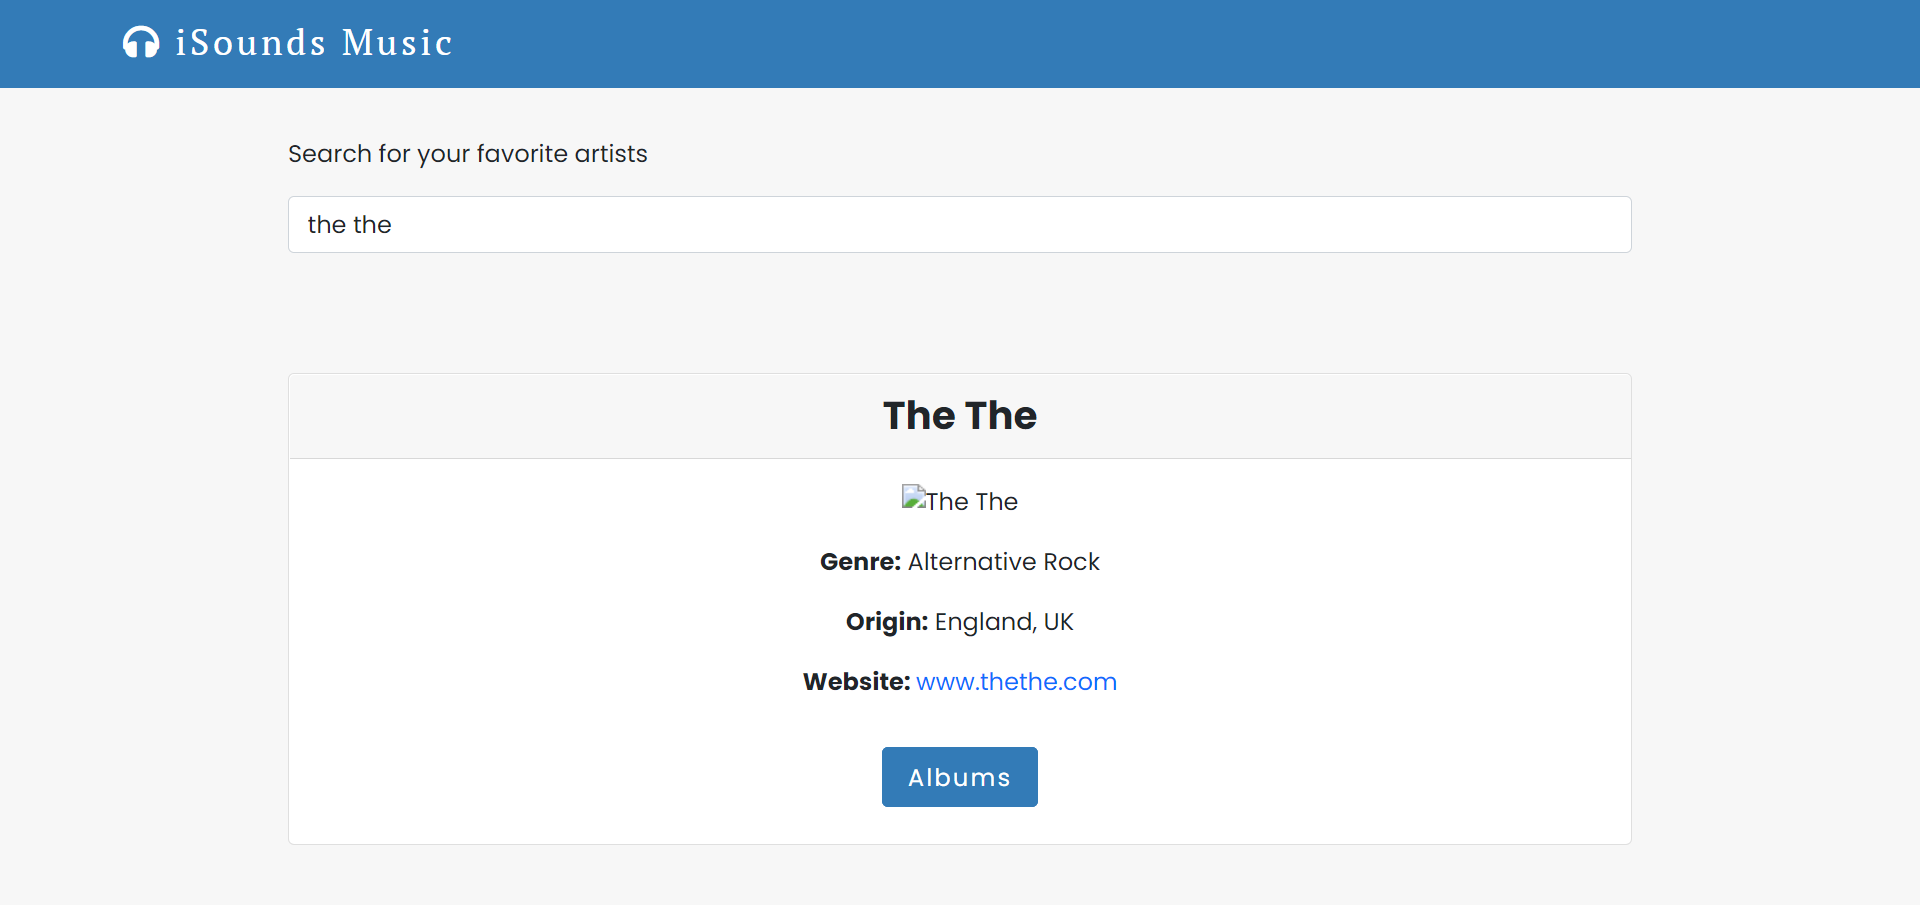 iSounds Music
Search for your favorite artists
the the
The The
The The
Genre: Alternative Rock
Origin: England, UK
Website: www.thethe.com
Albums